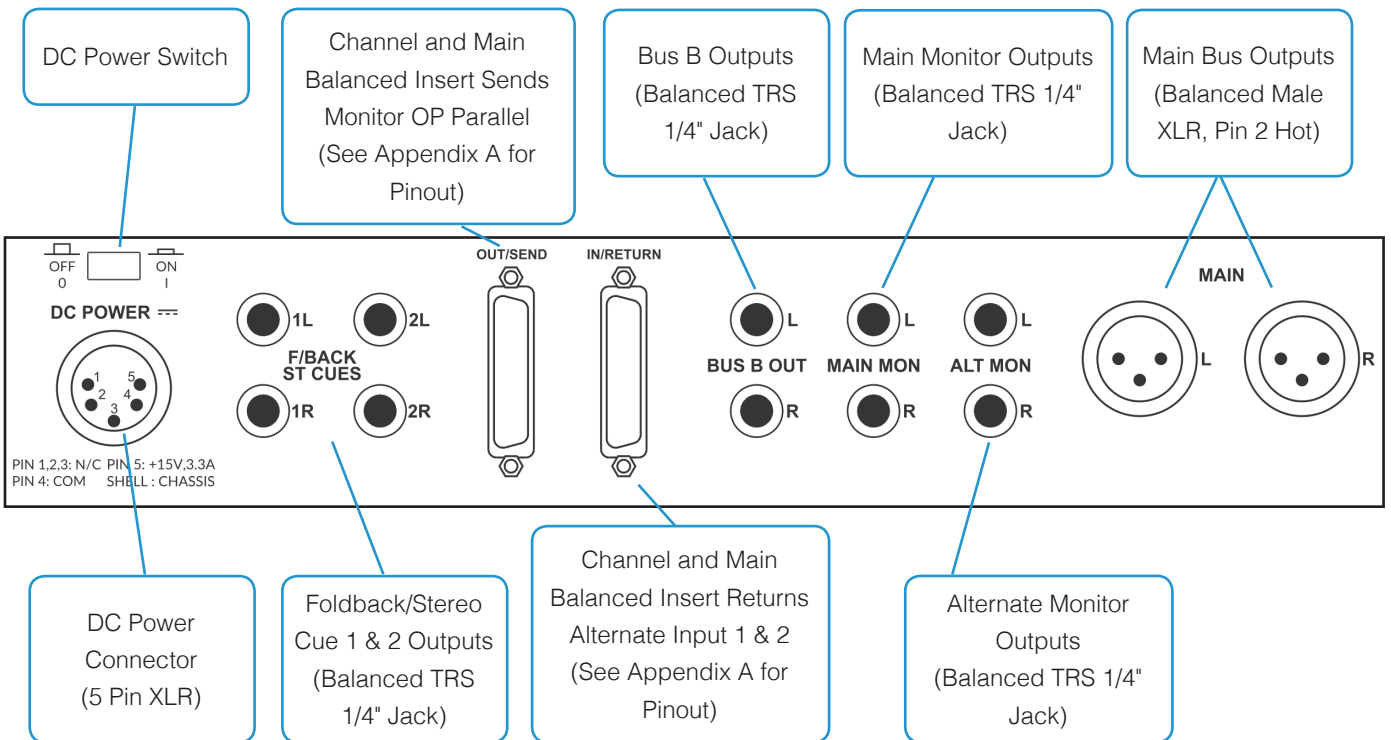 DC Power Switch
Channel and Main
Balanced Insert Sends
Monitor OP Parallel
(See Appendix A for
Pinout)
Bus B Outputs
(Balanced TRS
1/4" Jack)
Main Monitor Outputs
(Balanced TRS 1/4"
Jack)
Main Bus Outputs
(Balanced Male
XLR, Pin 2 Hot)
OFF
0
ON
I
DC POWER
1
2
3
4
5
PIN 1,2,3: N/C PIN 5: +15V,3.3A
PIN 4: COM SHELL : CHASSIS
1L
2L
F/BACK
ST CUES
1R
2R
OUT/SEND
IN/RETURN
L
BUS B OUT
R
L
MAIN MON
R
L
ALT MON
R
MAIN
L
R
DC Power
Connector
(5 Pin XLR)
Foldback/Stereo
Cue 1 & 2 Outputs
(Balanced TRS
1/4" Jack)
Channel and Main
Balanced Insert Returns
Alternate Input 1 & 2
(See Appendix A for
Pinout)
Alternate Monitor
Outputs
(Balanced TRS 1/4"
Jack)